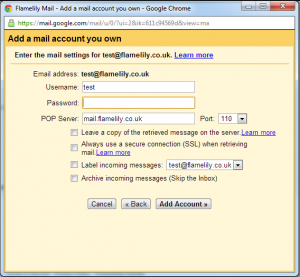 Flamelily Mail - Add a mail account you own - Google Chrome
https://mail.google.com/mail/u/0/?ui=2&ik=611c94569d&view=ma
Add a mail account you own
Enter the mail settings for test@flamelily.co.uk. Learn more
Email address: test@flamelily.co.uk
Username: test
Password:
POP Server: mail.flamelily.co.uk Port: 110
Leave a copy of the retrieved message on the server. Learn more
Always use a secure connection (SSL) when retrieving
mail. Learn more
Label incoming messages: test@flamelily.co.uk
Archive incoming messages (Skip the Inbox)
Cancel « Back Add Account »